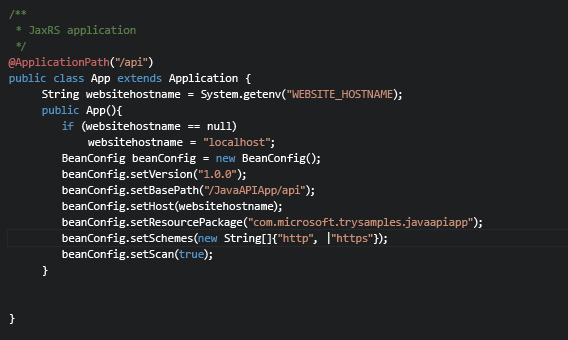 /**
 * JaxRS application
 */
@ApplicationPath("/api")
public class App extends Application {
String websitehostname = System.getenv("WEBSITE_HOSTNAME);
public App(){
if (websitehostname == null)
websitehostname = "localhost";
BeanConfig beanConfig = new BeanConfig();
beanConfig.setVersion("1.0.0");
beanConfig.setBasePath("/JavaAPIApp/api");
beanConfig.setHost(websitehostname);
beanConfig.setResourcePackage("com.microsoft.trysamples.javaapiapp");
beanConfig.setSchemes(new String[]{"http", "https"});
beanConfig.setScan(true);
}
}